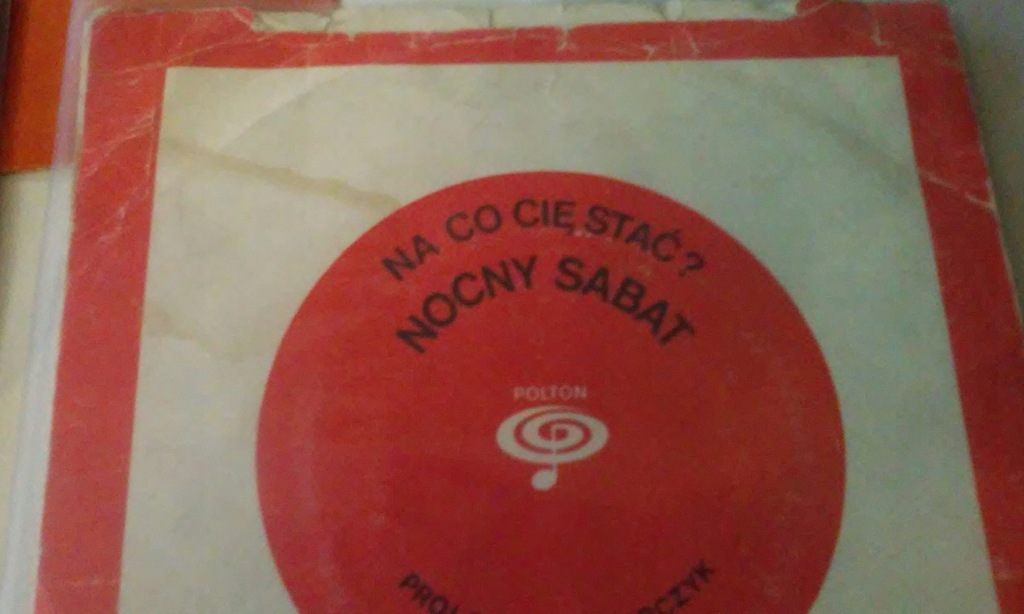 NA CO CIĘ STAĆ?
NOCNY SABAT
POLTON